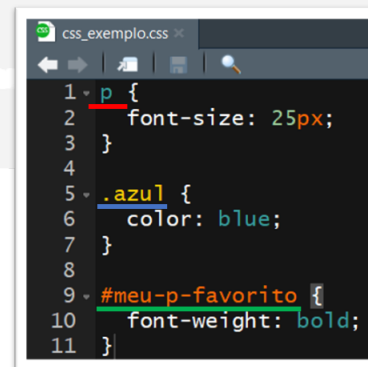 css_exemplo.css
1 p {
2 font-size: 25px;
3 }
4
5 .azul {
6 color: blue;
7 }
8
9 #meu-p-favorito {
10 font-weight: bold;
11 }